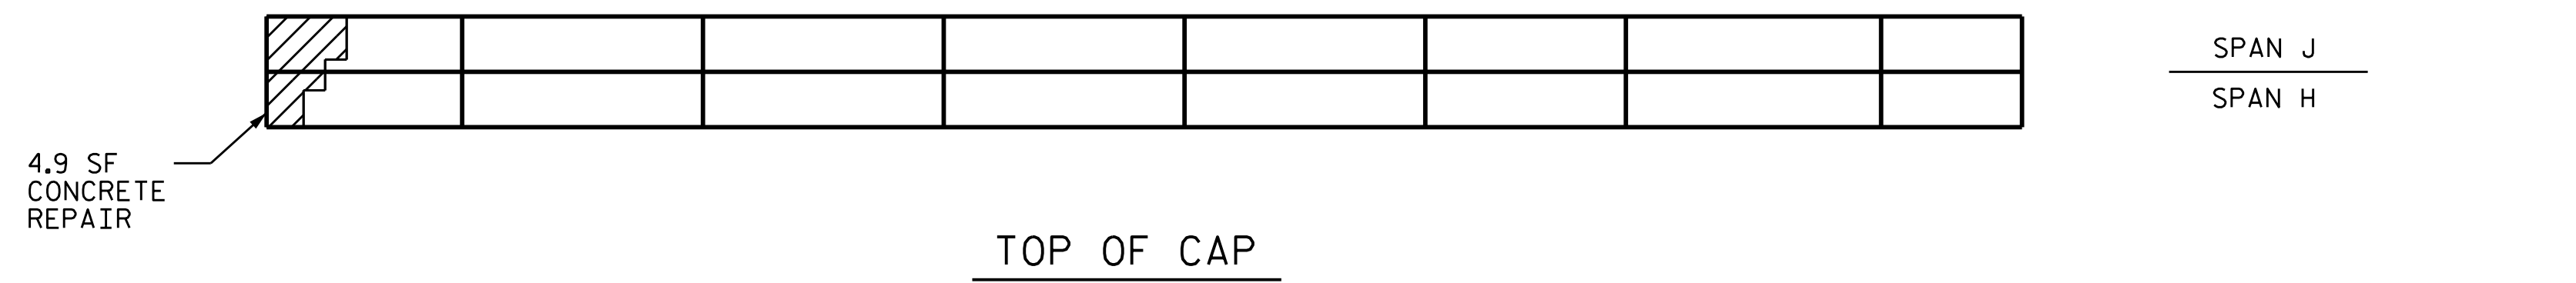 SPAN J
SPAN H
4.9 SF
CONCRETE
REPAIR
TOP OF CAP